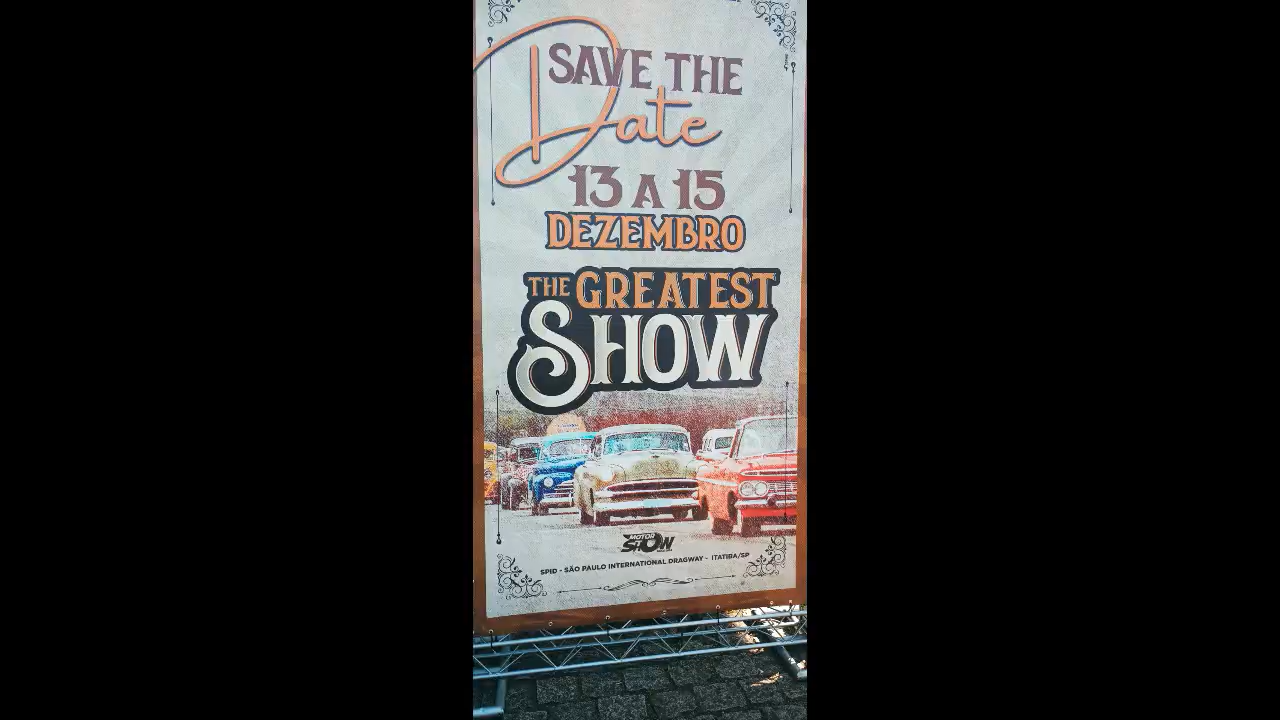 SAVE THE
Date
13 A 15
DEZEMBRO
THE GREATEST
SHOW
MOTOR
SHOW
SPID - SÃO PAULO INTERNATIONAL DRAGWAY - ITATIBA/SP